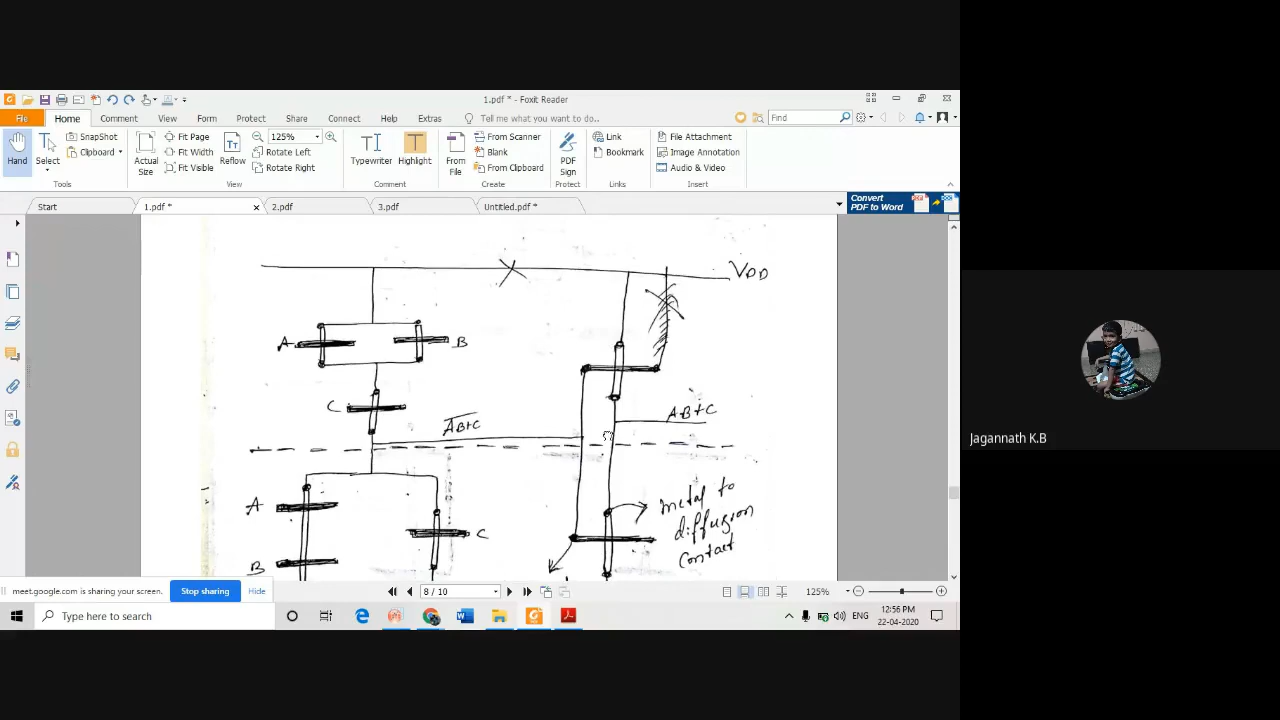 1.pdf * - Foxit Reader
File Home Comment View Form Protect Share Connect Help Extras Tell me what you want to do... Find
Hand
Select
SnapShot
Clipboard
Actual Size
Fit Page
Fit Width
Fit Visible
Reflow
125%
Rotate Left
Rotate Right
Typewriter
Highlight
From File
From Scanner
Blank
From Clipboard
PDF Sign
Link
Bookmark
File Attachment
Image Annotation
Audio & Video
Tools View Comment Create Protect Links Insert
Start 1.pdf * 2.pdf 3.pdf Untitled.pdf *
Convert
PDF to Word
VDD
A
B
C
A̅B̅+̅C̅
AB+C
A
B
C
metal to
diffusion
contact
Jagannath K.B
meet.google.com is sharing your screen. Stop sharing Hide
8 / 10
125%
Type here to search
ENG
12:56 PM
22-04-2020